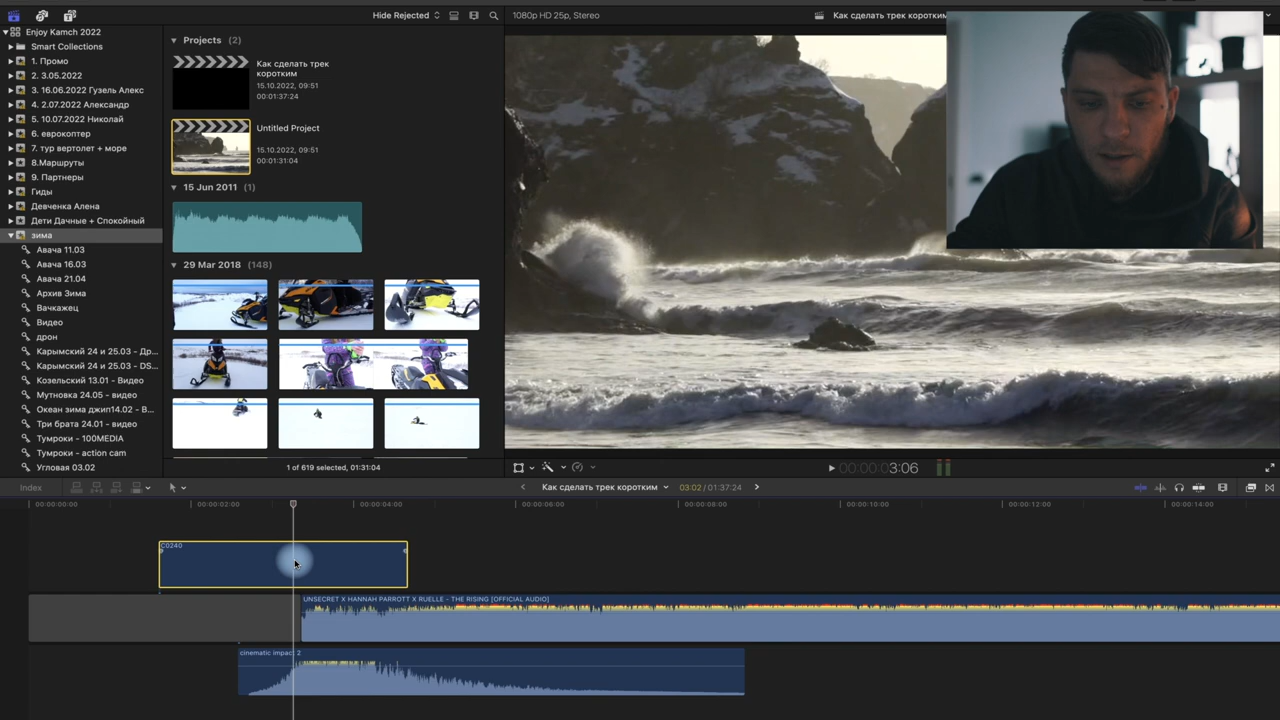 Hide Rejected
1080p HD 25p, Stereo
Как сделать трек коротким
Enjoy Kamch 2022
Smart Collections
1. Промо
2. 3.05.2022
3. 16.06.2022 Гузель Алекс
4. 2.07.2022 Александр
5. 10.07.2022 Николай
6. еврокоптер
7. тур вертолет + море
8.Маршруты
9. Партнеры
Гиды
Девченка Алена
Дети Дачные + Спокойный
зима
Авача 11.03
Авача 16.03
Авача 21.04
Архив Зима
Вачкажец
Видео
дрон
Карымский 24 и 25.03 - Др...
Карымский 24 и 25.03 - DS...
Козельский 13.01 - Видео
Мутновка 24.05 - видео
Океан зима джип14.02 - В...
Три брата 24.01 - видео
Тумроки - 100MEDIA
Тумроки - action cam
Угловая 03.02
Projects (2)
Как сделать трек
коротким
15.10.2022, 09:51
00:01:37:24
Untitled Project
15.10.2022, 09:51
00:01:31:04
15 Jun 2011 (1)
29 Mar 2018 (148)
1 of 619 selected, 01:31:04
00:00:00 3:06
Index
Как сделать трек коротким
03:02 / 01:37:24
00:00:00:00
00:00:02:00
00:00:04:00
00:00:06:00
00:00:08:00
00:00:10:00
00:00:12:00
00:00:14:00
C0240
UNSECRET X HANNAH PARROTT X RUELLE - THE RISING [OFFICIAL AUDIO]
cinematic impact 2